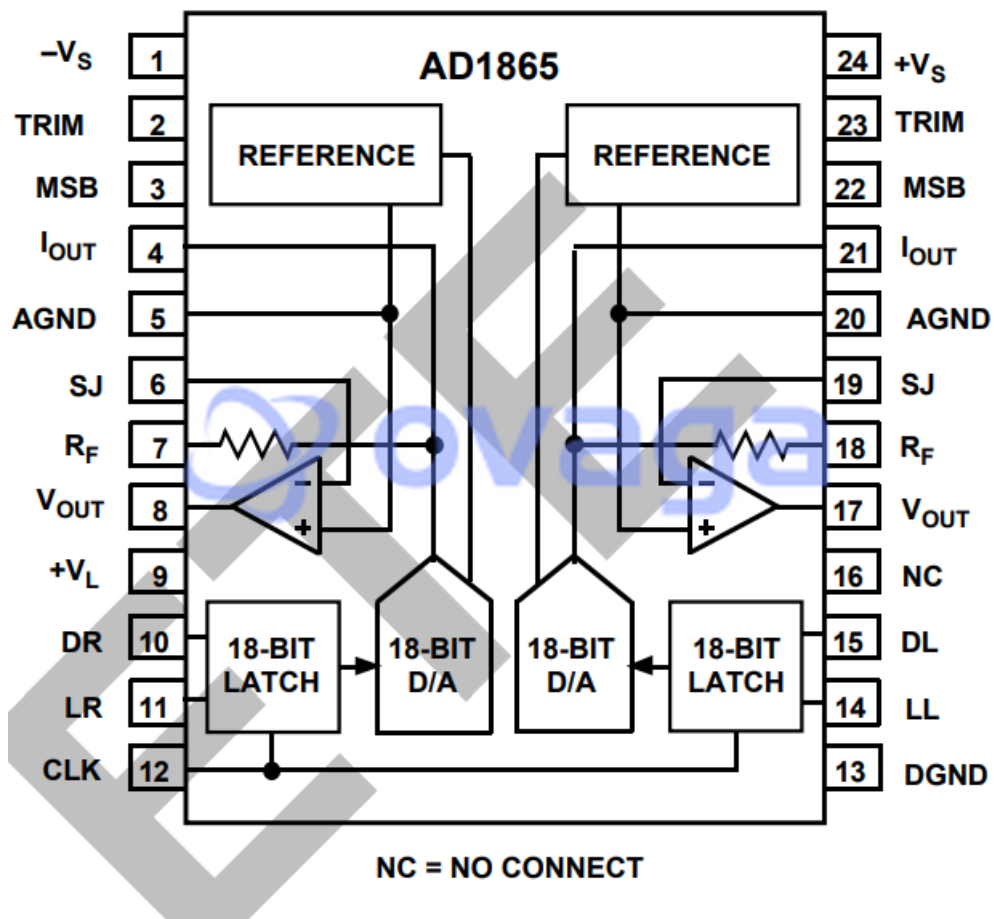 AD1865
–VS 1
TRIM 2
MSB 3
IOUT 4
AGND 5
SJ 6
RF 7
VOUT 8
+VL 9
DR 10
LR 11
CLK 12
24 +VS
23 TRIM
22 MSB
21 IOUT
20 AGND
19 SJ
18 RF
17 VOUT
16 NC
15 DL
14 LL
13 DGND
REFERENCE
REFERENCE
–
+
–
+
18-BIT
LATCH
18-BIT
D/A
18-BIT
D/A
18-BIT
LATCH
ovaga
ETE
NC = NO CONNECT